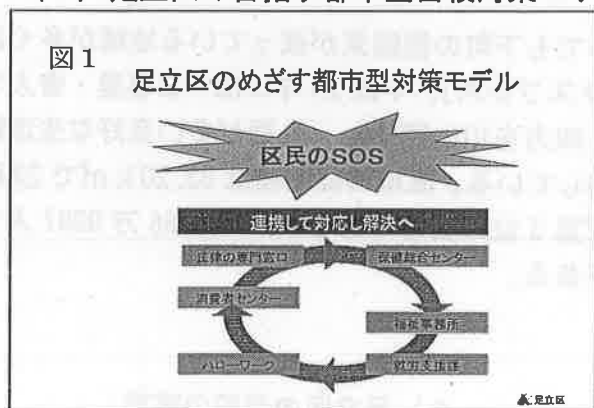 図1
足立区のめざす都市型対策モデル
区民のSOS
連携して対応し解決へ
法律の専門窓口
保健総合センター
消費者センター
福祉事務所
ハローワーク
就労支援課
足立区